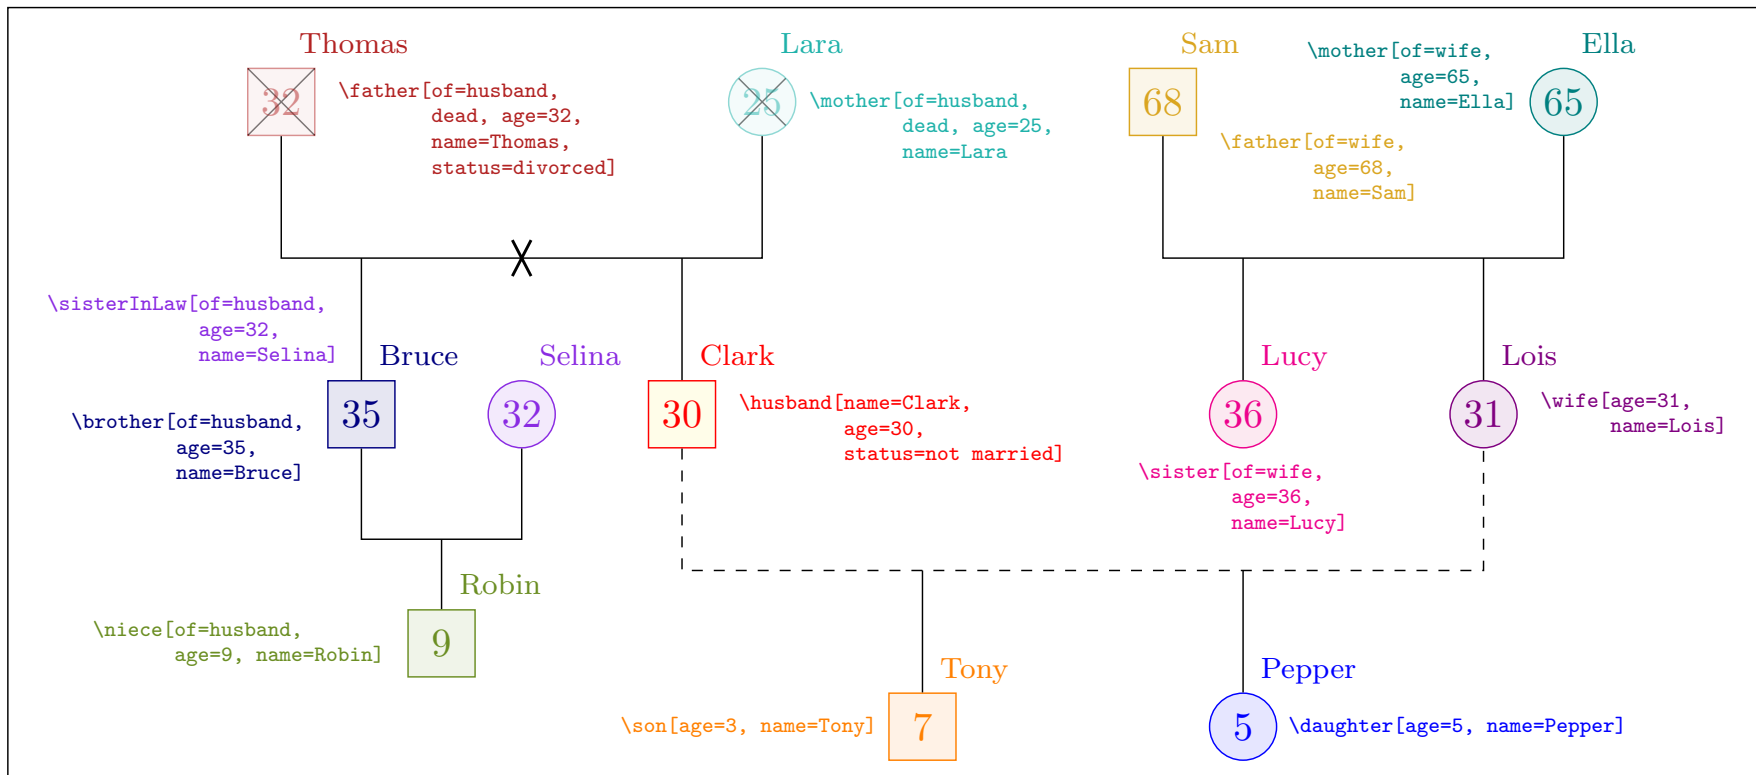 Thomas
32
\father[of=husband,
dead, age=32,
name=Thomas,
status=divorced]
Lara
25
\mother[of=husband,
dead, age=25,
name=Lara
Sam
68
\father[of=wife,
age=68,
name=Sam]
\mother[of=wife,
age=65,
name=Ella]
Ella
65
\sisterInLaw[of=husband,
age=32,
name=Selina]
Bruce
35
\brother[of=husband,
age=35,
name=Bruce]
Selina
32
Clark
30
\husband[name=Clark,
age=30,
status=not married]
Lucy
36
\sister[of=wife,
age=36,
name=Lucy]
Lois
31
\wife[age=31,
name=Lois]
Robin
9
\niece[of=husband,
age=9, name=Robin]
Tony
\son[age=3, name=Tony]
7
Pepper
5
\daughter[age=5, name=Pepper]